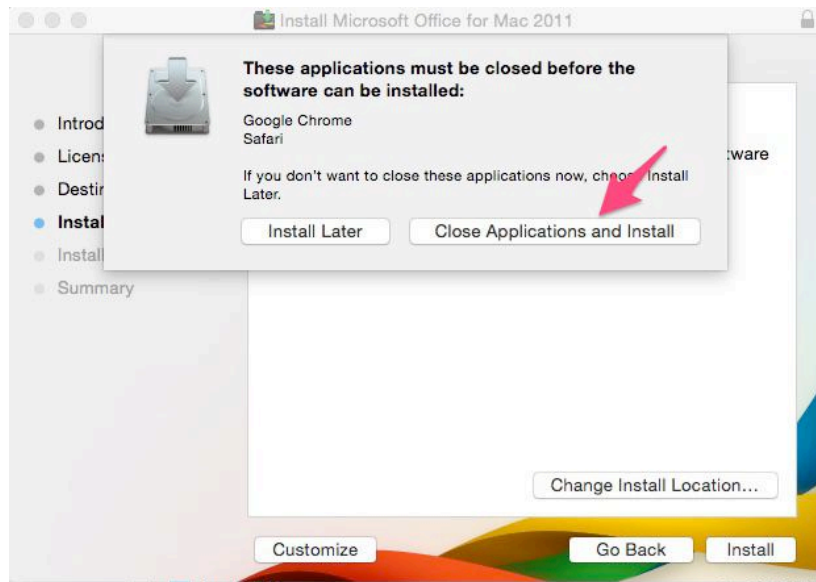 Install Microsoft Office for Mac 2011
These applications must be closed before the
software can be installed:
Google Chrome
Safari
If you don't want to close these applications now, choose Install
Later.
Install Later
Close Applications and Install
Introd
Licen
Destin
Instal
Install
Summary
tware
Change Install Location...
Customize
Go Back
Install